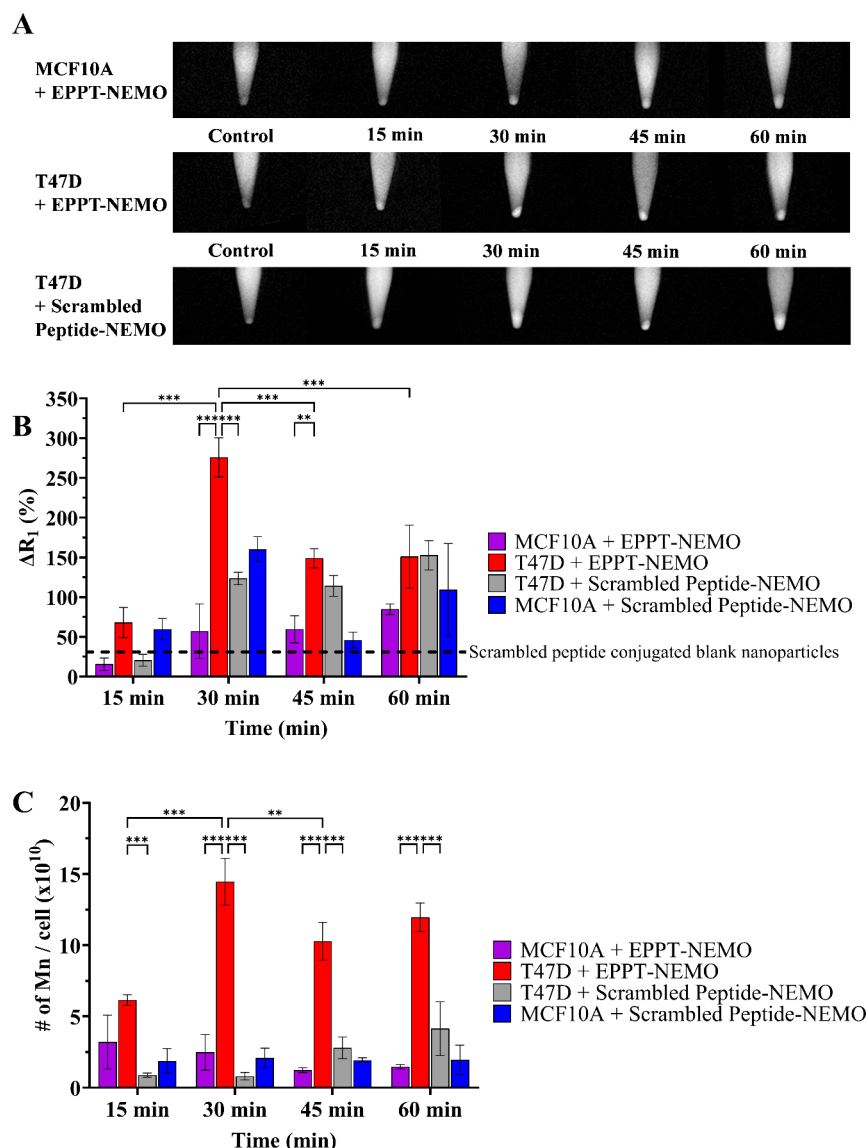 A
MCF10A
+ EPPT-NEMO
Control 15 min 30 min 45 min 60 min
T47D
+ EPPT-NEMO
Control 15 min 30 min 45 min 60 min
T47D
+ Scrambled
Peptide-NEMO
B
ΔR1 (%)
350
300
250
200
150
100
50
0
*** *** *** ****** **
15 min 30 min 45 min 60 min
Time (min)
MCF10A + EPPT-NEMO
T47D + EPPT-NEMO
T47D + Scrambled Peptide-NEMO
MCF10A + Scrambled Peptide-NEMO
Scrambled peptide conjugated blank nanoparticles
C
# of Mn / cell (x10^10)
20
15
10
5
0
*** **
*** ****** ****** ******
15 min 30 min 45 min 60 min
Time (min)
MCF10A + EPPT-NEMO
T47D + EPPT-NEMO
T47D + Scrambled Peptide-NEMO
MCF10A + Scrambled Peptide-NEMO